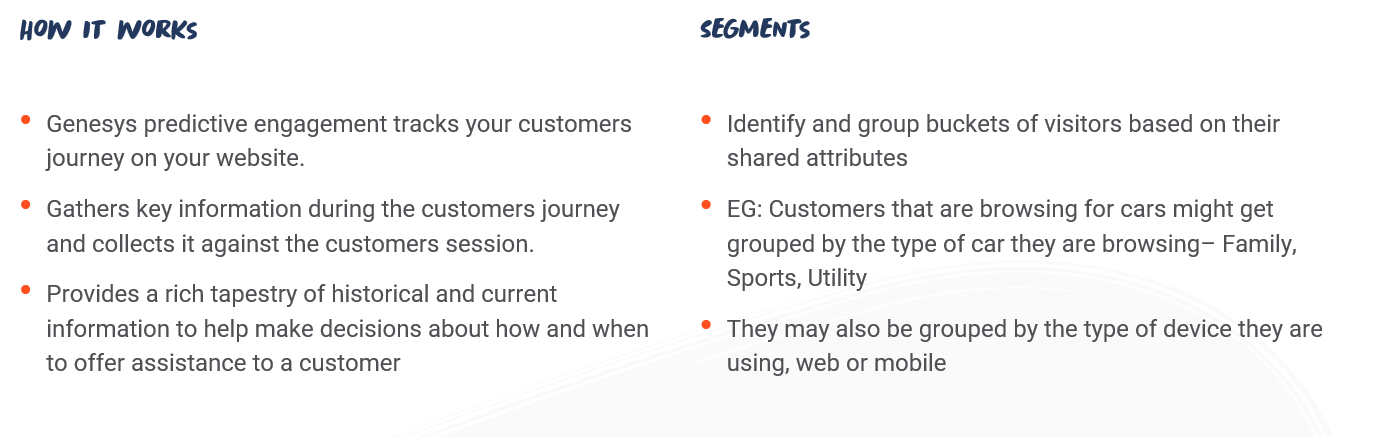 HOW IT WORKS
Genesys predictive engagement tracks your customers
journey on your website.
Gathers key information during the customers journey
and collects it against the customers session.
Provides a rich tapestry of historical and current
information to help make decisions about how and when
to offer assistance to a customer
SEGMENTS
Identify and group buckets of visitors based on their
shared attributes
EG: Customers that are browsing for cars might get
grouped by the type of car they are browsing– Family,
Sports, Utility
They may also be grouped by the type of device they are
using, web or mobile